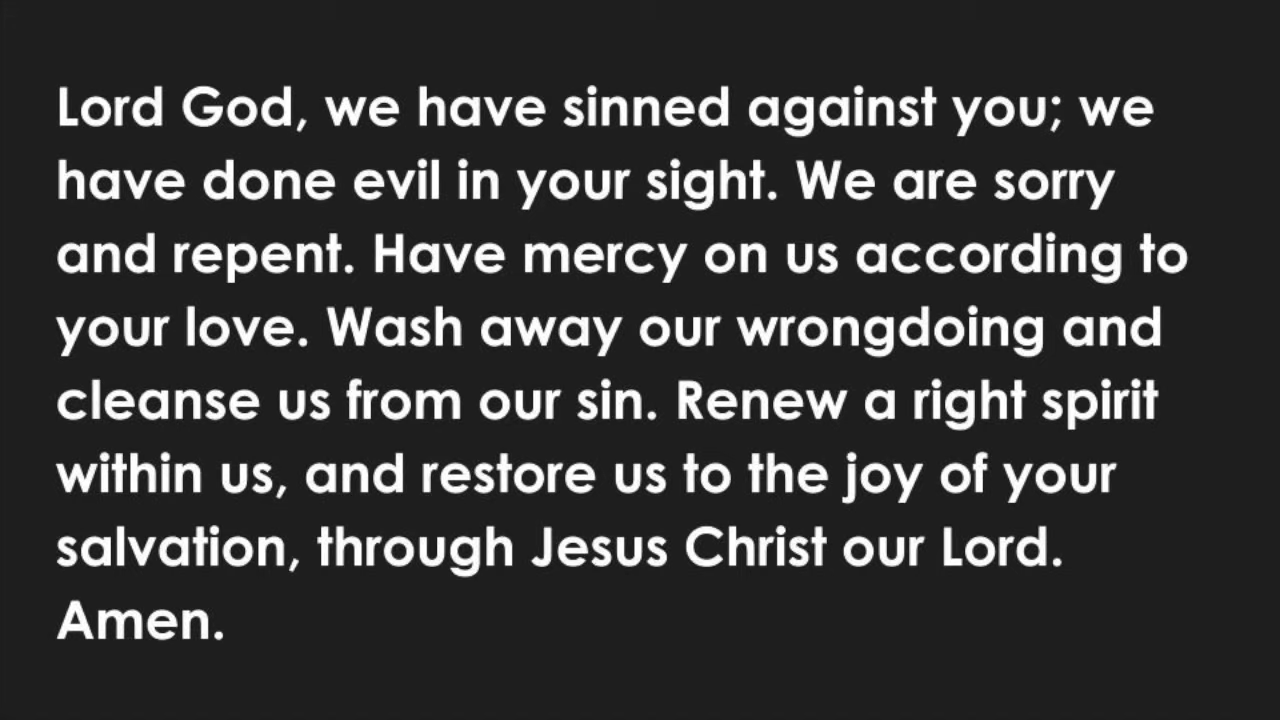 Lord God, we have sinned against you; we
have done evil in your sight. We are sorry
and repent. Have mercy on us according to
your love. Wash away our wrongdoing and
cleanse us from our sin. Renew a right spirit
within us, and restore us to the joy of your
salvation, through Jesus Christ our Lord.
Amen.